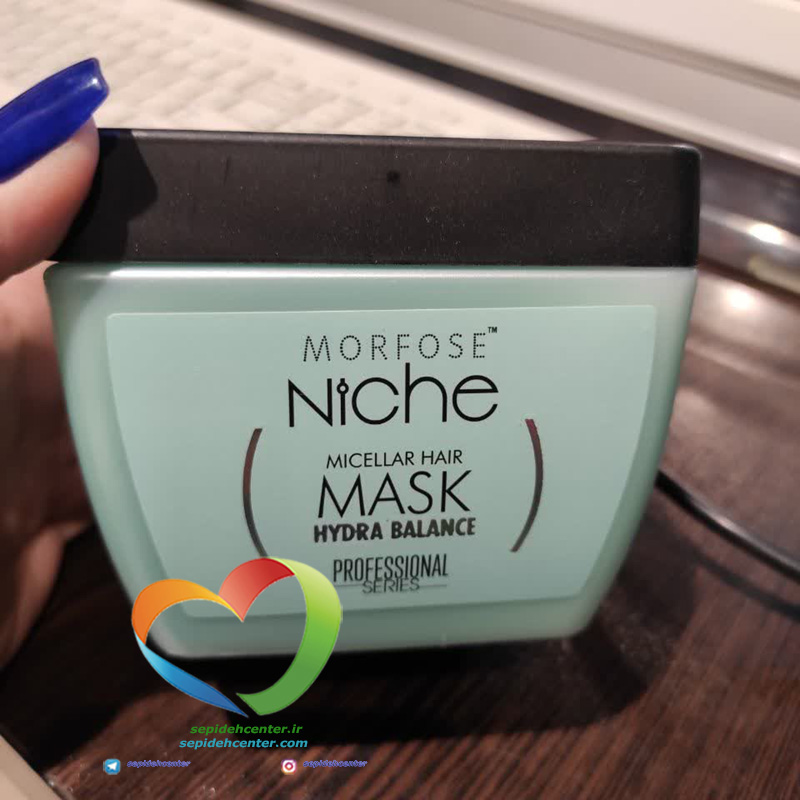 MORFOSE™
Niche
MICELLAR HAIR
MASK
HYDRA BALANCE
PROFESSIONAL
SERIES
sepidehcenter.ir
sepidehcenter.com
sepidehcenter sepidehcenter